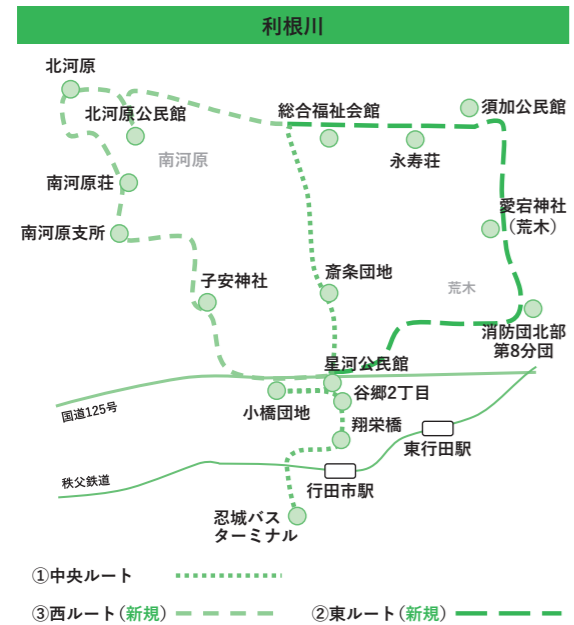 利根川
北河原
北河原公民館
総合福祉会館
須加公民館
永寿荘
南河原
南河原荘
愛宕神社
（荒木）
南河原支所
子安神社
斎条団地
荒木
消防団北部
第8分団
星河公民館
谷郷2丁目
国道125号
小橋団地
翔栄橋
東行田駅
秩父鉄道
行田市駅
忍城バス
ターミナル
①中央ルート
③西ルート（新規）
②東ルート（新規）